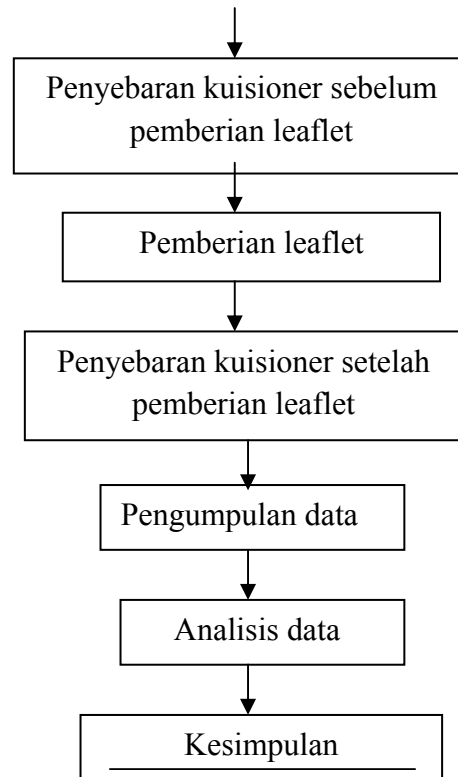 Penyebaran kuisioner sebelum
pemberian leaflet
Pemberian leaflet
Penyebaran kuisioner setelah
pemberian leaflet
Pengumpulan data
Analisis data
Kesimpulan